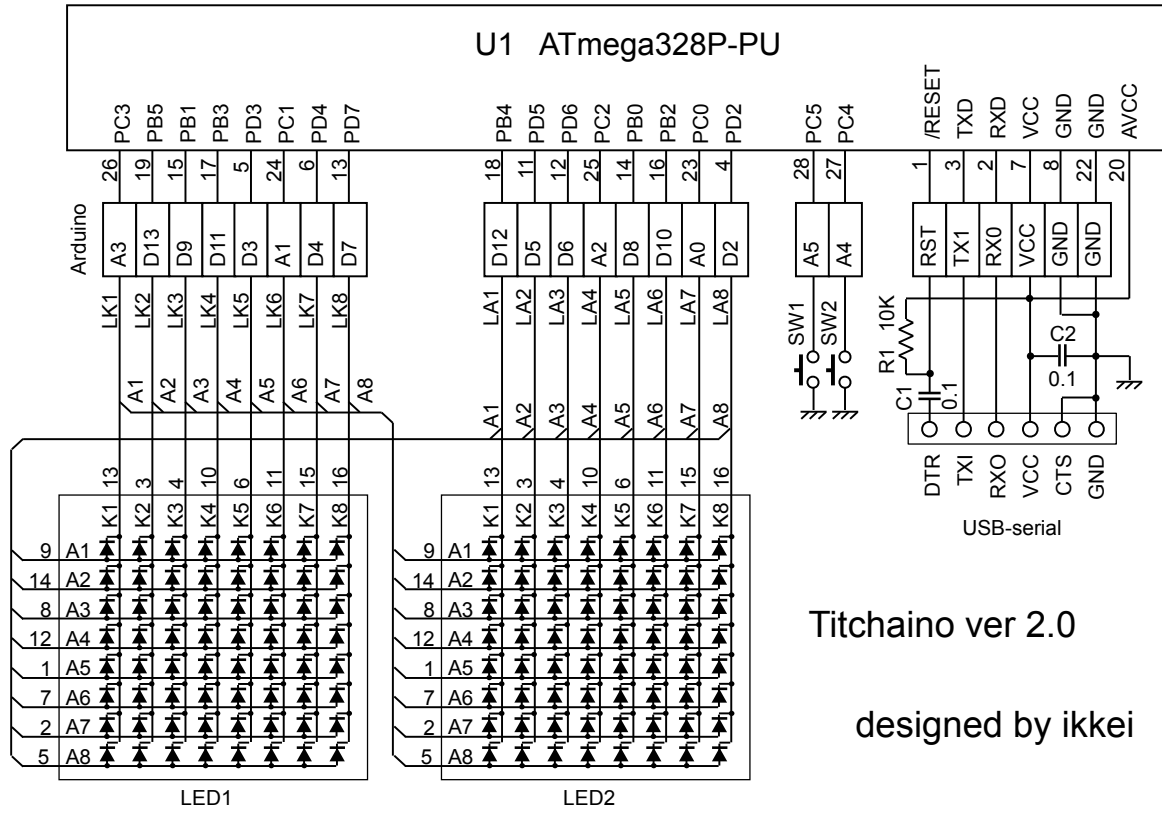 U1 ATmega328P-PU
PC3 PB5 PB1 PB3 PD3 PC1 PD4 PD7
PB4 PD5 PD6 PC2 PB0 PB2 PC0 PD2
PC5 PC4
/RESET TXD RXD VCC GND GND AVCC
26 19 15 17 5 24 6 13
18 11 12 25 14 16 23 4
28 27
1 3 2 7 8 22 20
Arduino
A3 D13 D9 D11 D3 A1 D4 D7
D12 D5 D6 A2 D8 D10 A0 D2
A5 A4
RST TX1 RX0 VCC GND GND
LK1 LK2 LK3 LK4 LK5 LK6 LK7 LK8
LA1 LA2 LA3 LA4 LA5 LA6 LA7 LA8
SW1 SW2
R1 10K
C2
0.1
C1 0.1
A1 A2 A3 A4 A5 A6 A7 A8
A1 A2 A3 A4 A5 A6 A7 A8
DTR TXI RXO VCC CTS GND
USB-serial
13 3 4 10 6 11 15 16
K1 K2 K3 K4 K5 K6 K7 K8
9 A1
14 A2
8 A3
12 A4
1 A5
7 A6
2 A7
5 A8
LED1
13 3 4 10 6 11 15 16
K1 K2 K3 K4 K5 K6 K7 K8
9 A1
14 A2
8 A3
12 A4
1 A5
7 A6
2 A7
5 A8
LED2
Titchaino ver 2.0
designed by ikkei